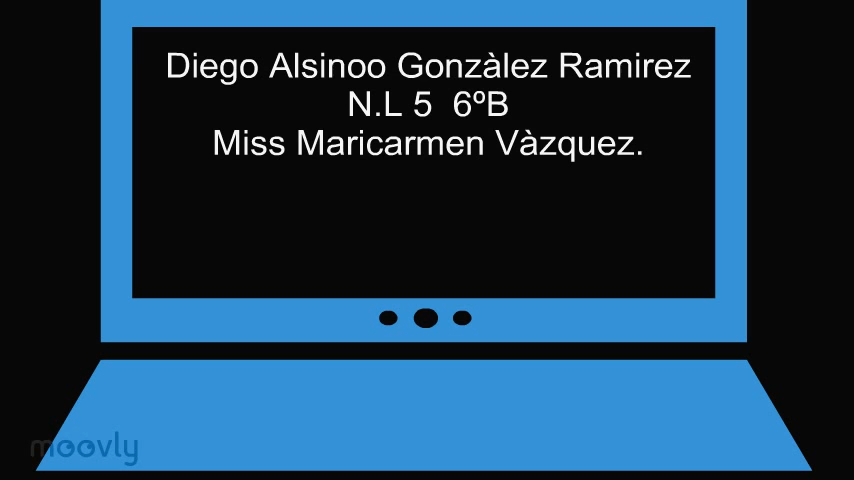 Diego Alsinoo Gonzàlez Ramirez
N.L 5  6ºB
Miss Maricarmen Vàzquez.
moovly